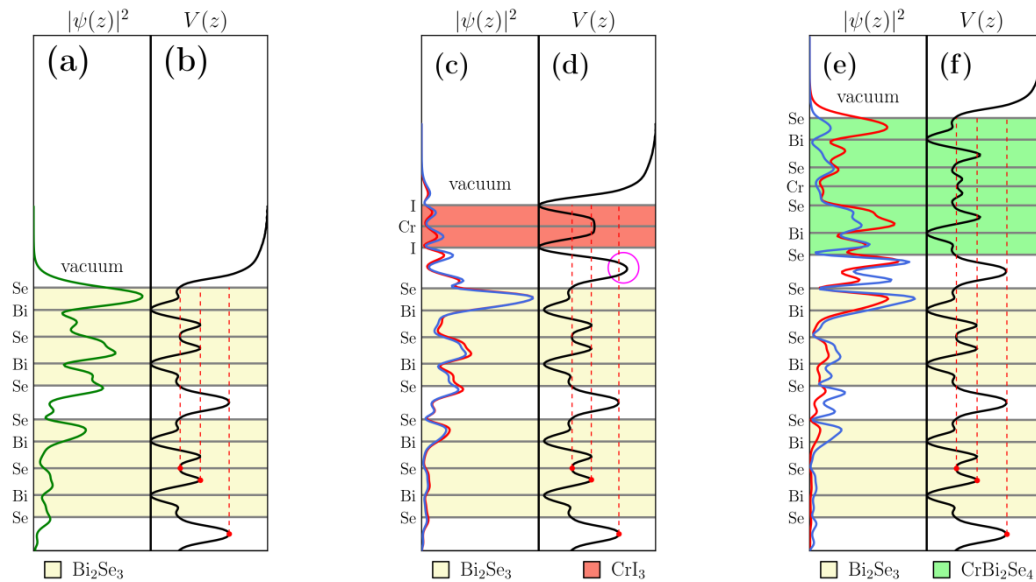 |ψ(z)|² V(z)
(a) (b)
vacuum
Se
Bi
Se
Bi
Se
Se
Bi
Se
Bi
Se
Bi₂Se₃
|ψ(z)|² V(z)
(c) (d)
vacuum
I
Cr
I
Se
Bi
Se
Bi
Se
Se
Bi
Se
Bi
Se
Bi₂Se₃ CrI₃
|ψ(z)|² V(z)
(e) (f)
vacuum
Se
Bi
Se
Cr
Se
Bi
Se
Se
Bi
Se
Bi
Se
Se
Bi
Se
Bi
Se
Bi₂Se₃ CrBi₂Se₄